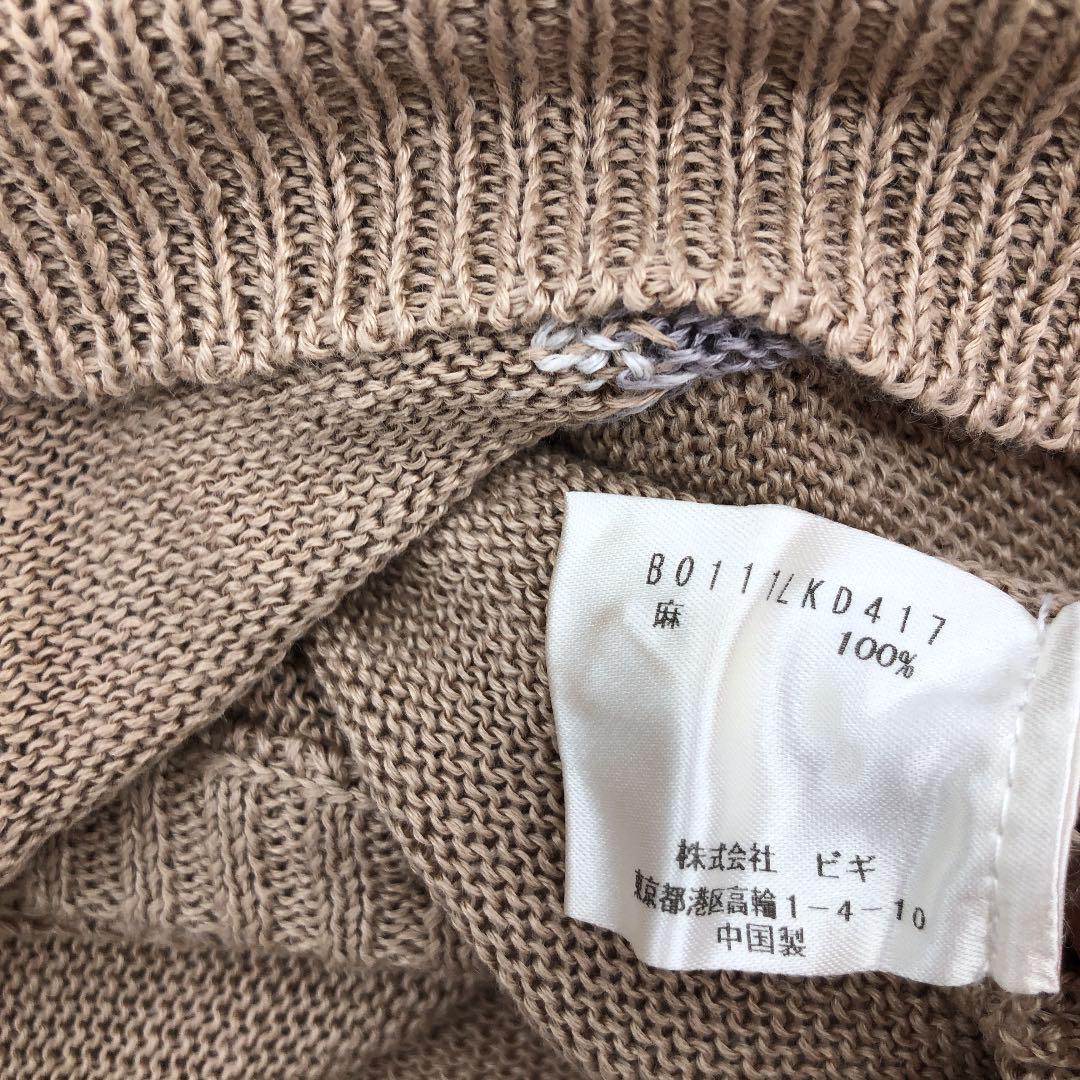 B0111LKD417
麻
100%
株式会社 ビギ
東京都港区高輪1-4-10
中国製